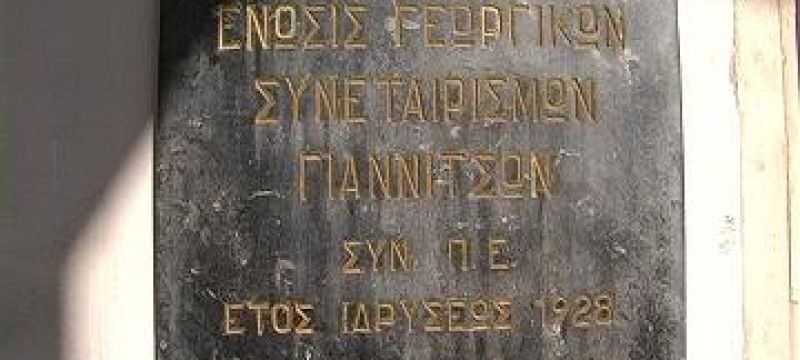 ΕΝΩΣΙΣ ΓΕΩΡΓΙΚΩΝ
ΣΥΝΕΤΑΙΡΙΣΜΩΝ
ΓΙΑΝΝΙΤΣΩΝ
ΣΥΝ. Π.Ε.
ΕΤΟΣ ΙΔΡΥΣΕΩΣ 1928